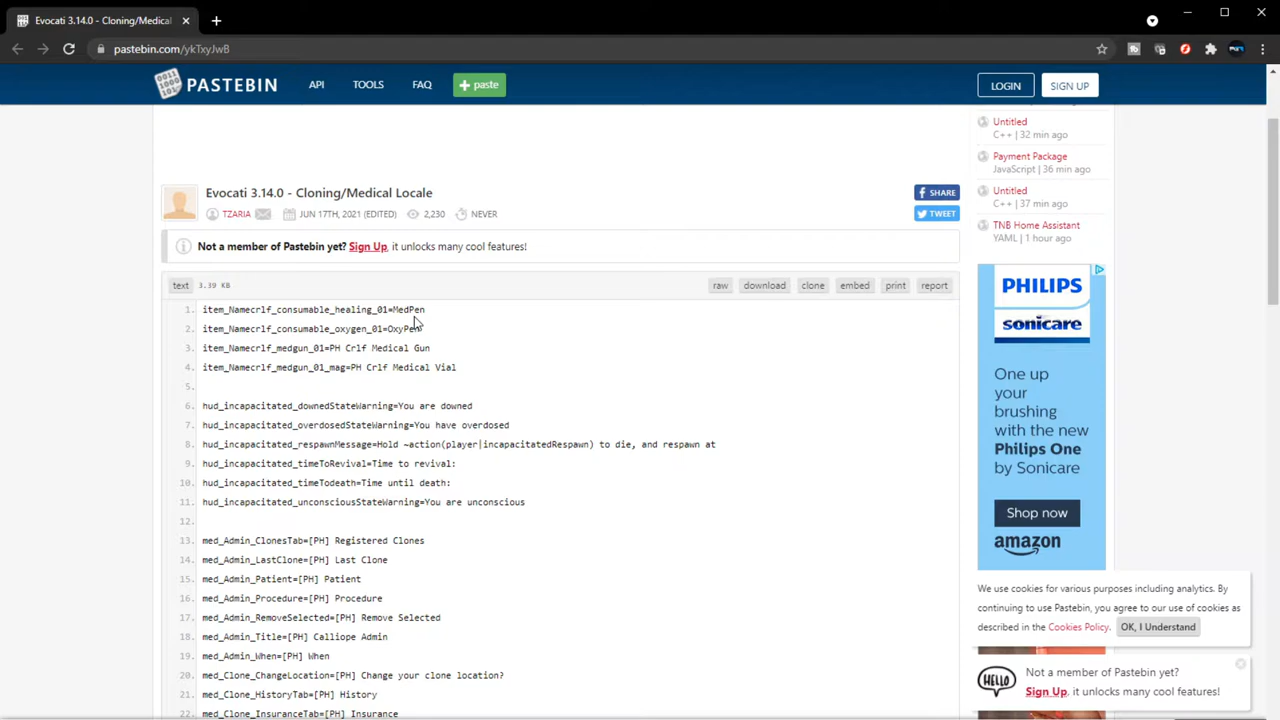 Evocati 3.14.0 - Cloning/Medical
pastebin.com/ykTxyJwB
0011
1000
101
PASTEBIN
API
TOOLS
FAQ
+ paste
LOGIN
SIGN UP
Untitled
C++ | 32 min ago
Payment Package
JavaScript | 36 min ago
Untitled
C++ | 37 min ago
TNB Home Assistant
YAML | 1 hour ago
Evocati 3.14.0 - Cloning/Medical Locale
TZARIA JUN 17TH, 2021 (EDITED) 2,230 NEVER
SHARE
TWEET
Not a member of Pastebin yet? Sign Up, it unlocks many cool features!
text 3.39 KB
raw download clone embed print report
1. item_Namecrlf_consumable_healing_01=MedPen
2. item_Namecrlf_consumable_oxygen_01=OxyPen
3. item_Namecrlf_medgun_01=PH Crlf Medical Gun
4. item_Namecrlf_medgun_01_mag=PH Crlf Medical Vial
5.
6. hud_incapacitated_downedStateWarning=You are downed
7. hud_incapacitated_overdosedStateWarning=You have overdosed
8. hud_incapacitated_respawnMessage=Hold ~action(player|incapacitatedRespawn) to die, and respawn at
9. hud_incapacitated_timeToRevival=Time to revival:
10. hud_incapacitated_timeTodeath=Time until death:
11. hud_incapacitated_unconsciousStateWarning=You are unconscious
12.
13. med_Admin_ClonesTab=[PH] Registered Clones
14. med_Admin_LastClone=[PH] Last Clone
15. med_Admin_Patient=[PH] Patient
16. med_Admin_Procedure=[PH] Procedure
17. med_Admin_RemoveSelected=[PH] Remove Selected
18. med_Admin_Title=[PH] Calliope Admin
19. med_Admin_When=[PH] When
20. med_Clone_ChangeLocation=[PH] Change your clone location?
21. med_Clone_HistoryTab=[PH] History
22. med_Clone_InsuranceTab=[PH] Insurance
PHILIPS
sonicare
One up
your
brushing
with the new
Philips One
by Sonicare
Shop now
amazon
We use cookies for various purposes including analytics. By
continuing to use Pastebin, you agree to our use of cookies as
described in the Cookies Policy. OK, I Understand
HELLO
Not a member of Pastebin yet?
Sign Up, it unlocks many cool features!